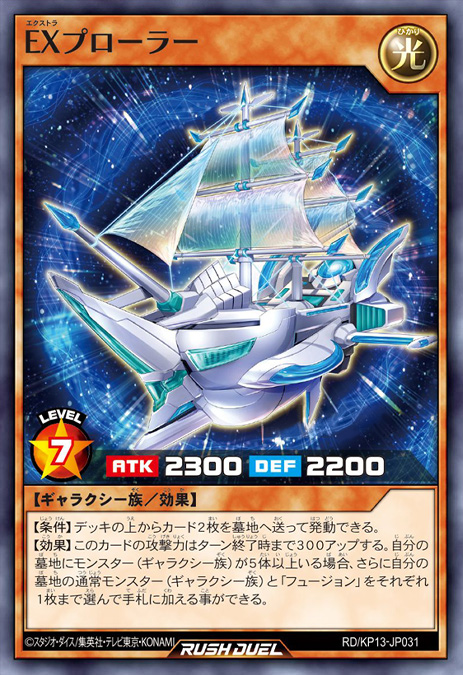 エクストラ
EXプローラー
ひかり
光
LEVEL
7
ATK 2300 DEF 2200
【ギャラクシー族／効果】
【条件】デッキの上からカード2枚を墓地へ送って発動できる。
【効果】このカードの攻撃力はターン終了時まで300アップする。自分の
墓地にモンスター（ギャラクシー族）が5体以上いる場合、さらに自分の
墓地の通常モンスター（ギャラクシー族）と「フュージョン」をそれぞれ
1枚まで選んで手札に加える事ができる。
©スタジオ・ダイス/集英社・テレビ東京・KONAMI
RUSH DUEL
RD/KP13-JP031